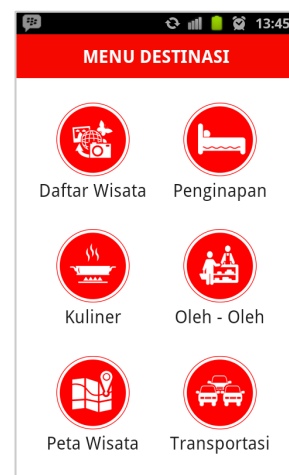 13:45
MENU DESTINASI
Daftar Wisata Penginapan
Kuliner Oleh - Oleh
Peta Wisata Transportasi